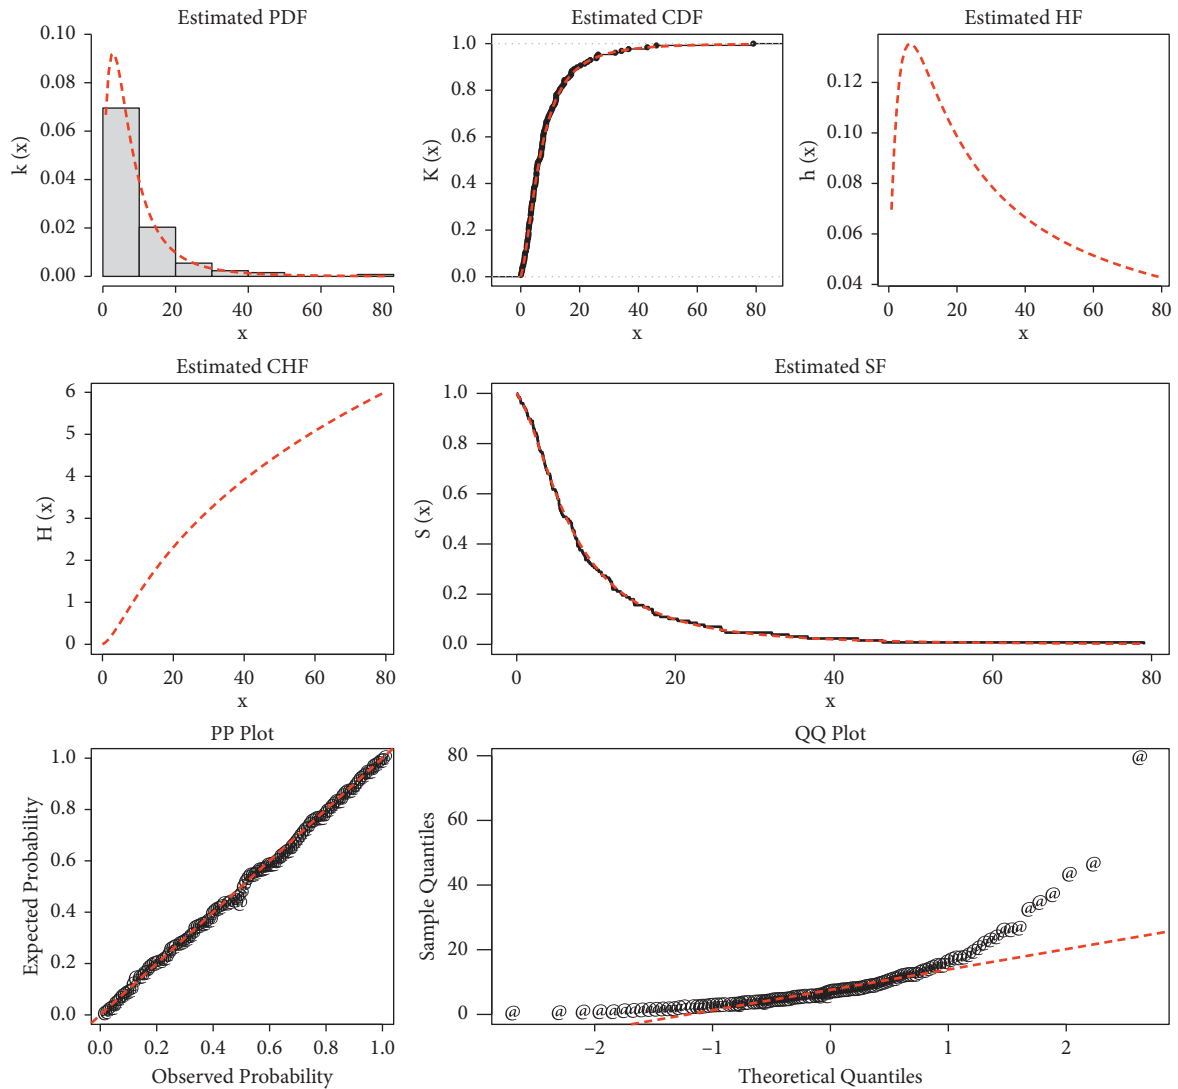 Estimated PDF
0.10
0.08
0.06
0.04
0.02
0.00
k (x)
0 20 40 60 80
x
Estimated CDF
1.0
0.8
0.6
0.4
0.2
0.0
K (x)
0 20 40 60 80
x
Estimated HF
0.12
0.10
0.08
0.06
0.04
h (x)
0 20 40 60 80
x
Estimated CHF
6
5
4
3
2
1
0
H (x)
0 20 40 60 80
x
Estimated SF
1.0
0.8
0.6
0.4
0.2
0.0
S (x)
0 20 40 60 80
x
PP Plot
1.0
0.8
0.6
0.4
0.2
0.0
Expected Probability
0.0 0.2 0.4 0.6 0.8 1.0
Observed Probability
QQ Plot
80
60
40
20
0
Sample Quantiles
−2 −1 0 1 2
Theoretical Quantiles